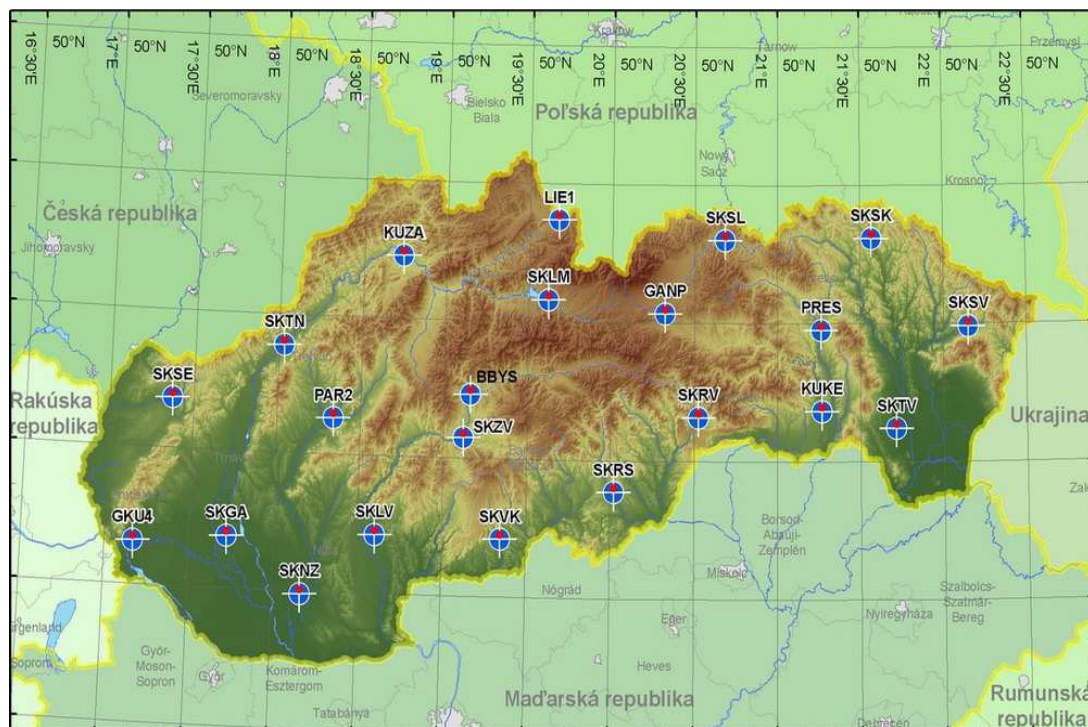 16°30'E
50°N
17°E
50°N
17°30'E
50°N
18°E
50°N
18°30'E
50°N
19°E
50°N
19°30'E
50°N
20°E
50°N
20°30'E
50°N
21°E
50°N
21°30'E
50°N
22°E
50°N
22°30'E
50°N
Krakow
Tarnow
Przemysl
Severomoravsky
Bielsko
Biala
Poľská republika
Nowy
Sacz
Krosno
Česká republika
Jihomoravsky
LIE1
KUZA
SKSL
SKSK
SKLM
GANP
PRES
SKSV
SKTN
SKSE
BBYS
PAR2
SKZV
SKRV
KUKE
SKTV
Rakúska
republika
Ukrajina
Trnava
SKRS
GKU4
SKGA
SKLV
SKVK
Nitra
SKNZ
Borsod-
Abaúji-
Zemplén
Miskolc
Nógrád
Eger
Heves
Nyíregyháza
Szabolcs-
Szatmár-
Bereg
Sopron
Győr-
Moson-
Sopron
Győr
Komárom-
Esztergom
Tatabánya
Maďarská republika
Debrecen
Rumunská
republika